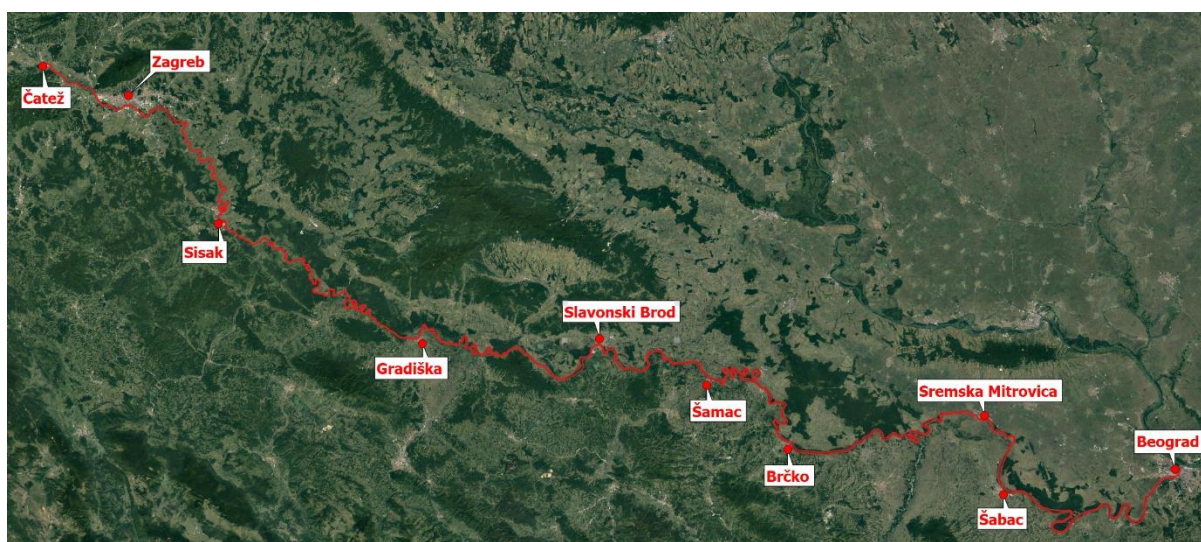 Zagreb
Čatež
Sisak
Slavonski Brod
Gradiška
Šamac
Sremska Mitrovica
Brčko
Beograd
Šabac